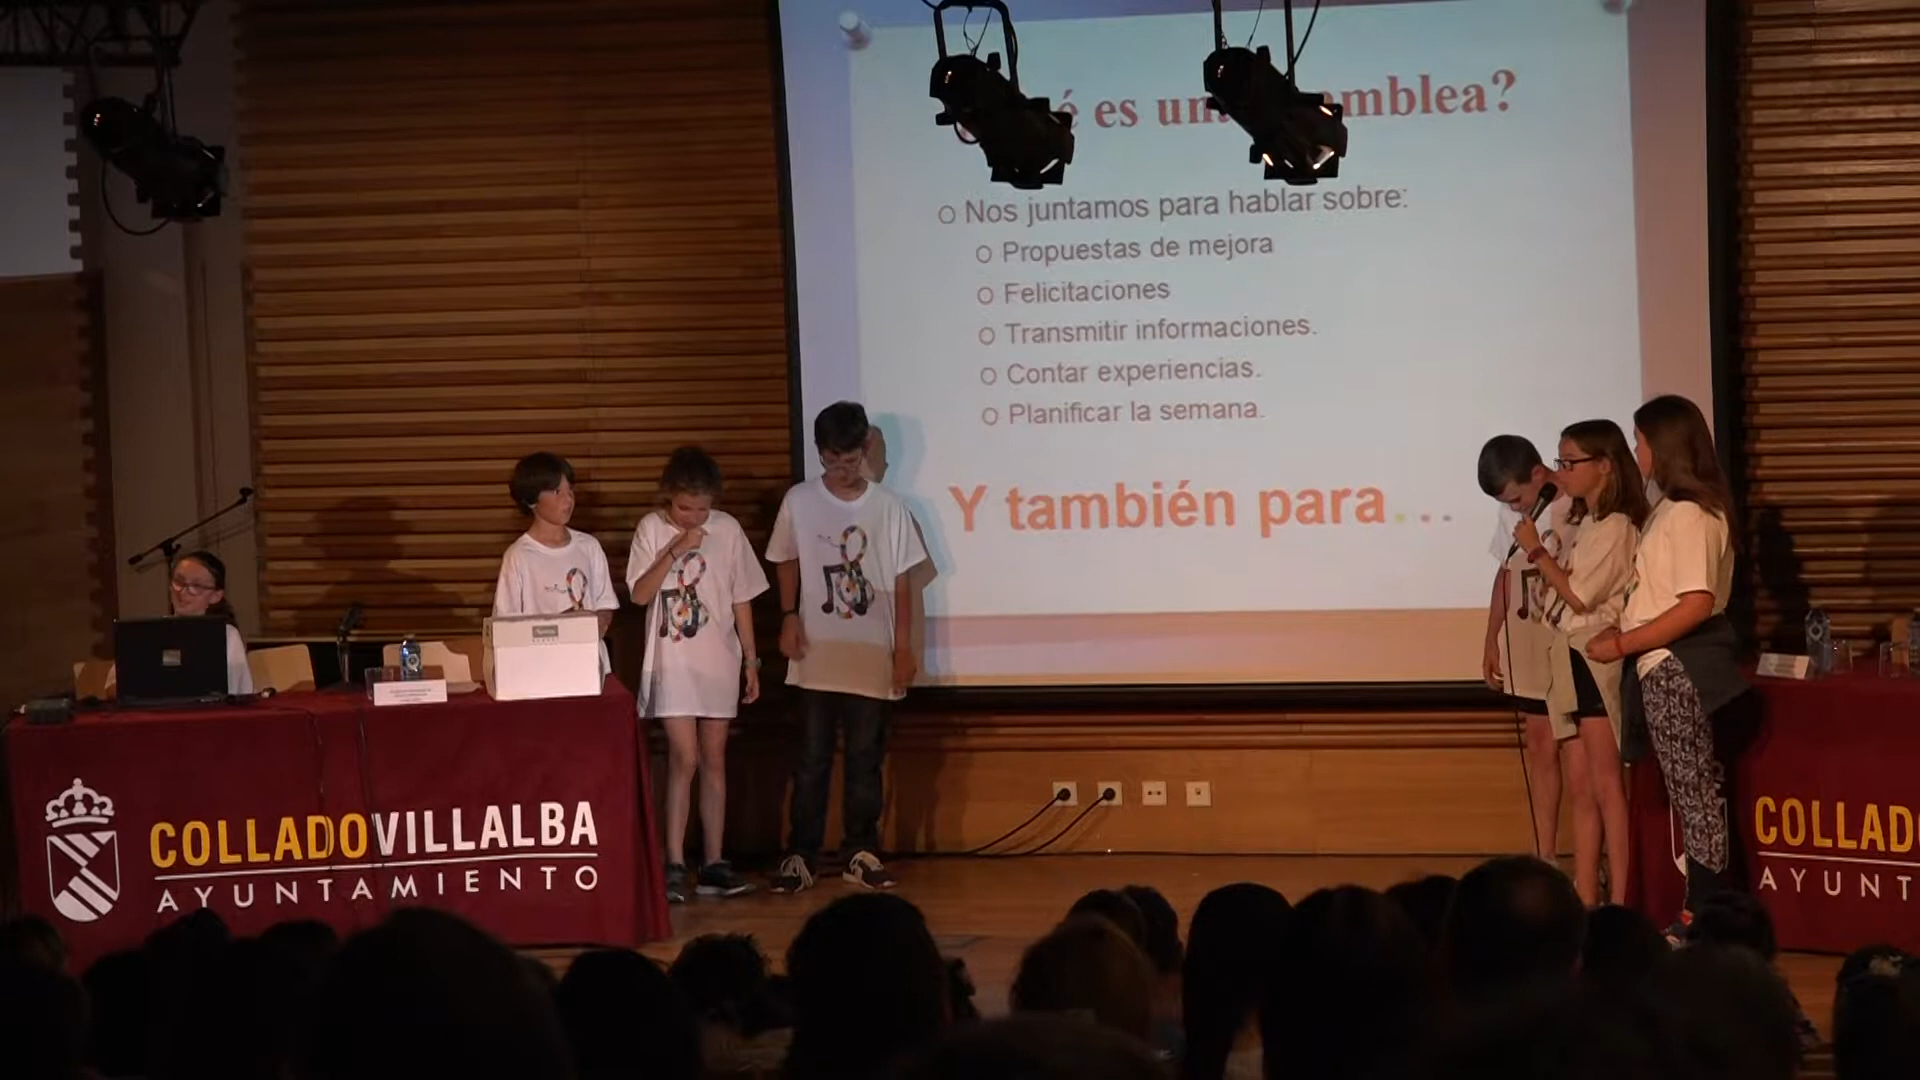 é es un amblea?
Nos juntamos para hablar sobre:
Propuestas de mejora
Felicitaciones
Transmitir informaciones.
Contar experiencias.
Planificar la semana.
Y también para...
COLLADOVILLALBA
AYUNTAMIENTO
COLLADO
AYUNT